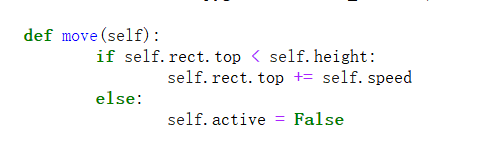 def move(self):
    if self.rect.top < self.height:
        self.rect.top += self.speed
    else:
        self.active = False